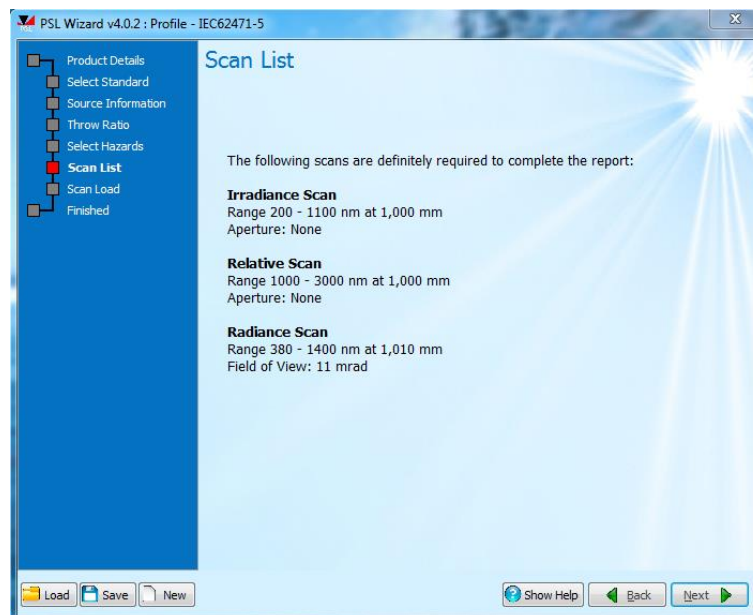 PSL Wizard v4.0.2 : Profile - IEC62471-5
Product Details
Select Standard
Source Information
Throw Ratio
Select Hazards
Scan List
Scan Load
Finished
Scan List
The following scans are definitely required to complete the report:
Irradiance Scan
Range 200 - 1100 nm at 1,000 mm
Aperture: None
Relative Scan
Range 1000 - 3000 nm at 1,000 mm
Aperture: None
Radiance Scan
Range 380 - 1400 nm at 1,010 mm
Field of View: 11 mrad
Load Save New Show Help Back Next